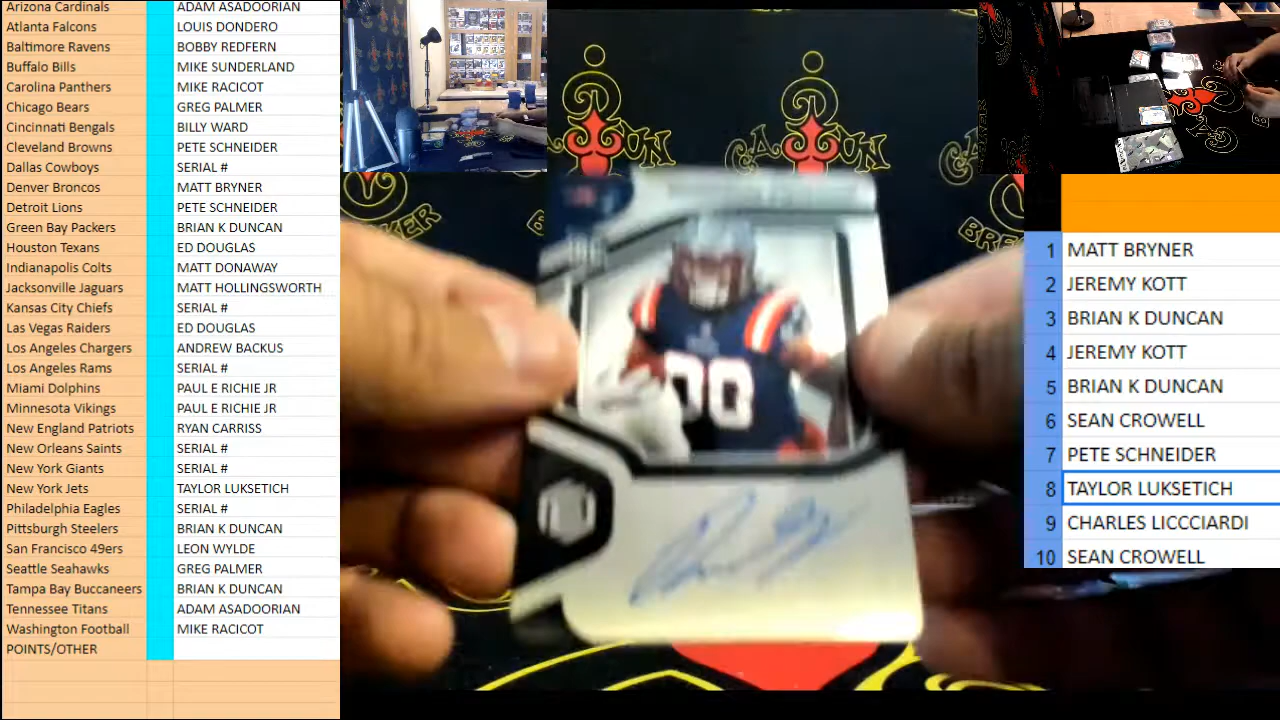 Arizona Cardinals ADAM ASADOORIAN
Atlanta Falcons LOUIS DONDERO
Baltimore Ravens BOBBY REDFERN
Buffalo Bills MIKE SUNDERLAND
Carolina Panthers MIKE RACICOT
Chicago Bears GREG PALMER
Cincinnati Bengals BILLY WARD
Cleveland Browns PETE SCHNEIDER
Dallas Cowboys SERIAL #
Denver Broncos MATT BRYNER
Detroit Lions PETE SCHNEIDER
Green Bay Packers BRIAN K DUNCAN
Houston Texans ED DOUGLAS
Indianapolis Colts MATT DONAWAY
Jacksonville Jaguars MATT HOLLINGSWORTH
Kansas City Chiefs SERIAL #
Las Vegas Raiders ED DOUGLAS
Los Angeles Chargers ANDREW BACKUS
Los Angeles Rams SERIAL #
Miami Dolphins PAUL E RICHIE JR
Minnesota Vikings PAUL E RICHIE JR
New England Patriots RYAN CARRISS
New Orleans Saints SERIAL #
New York Giants SERIAL #
New York Jets TAYLOR LUKSETICH
Philadelphia Eagles SERIAL #
Pittsburgh Steelers BRIAN K DUNCAN
San Francisco 49ers LEON WYLDE
Seattle Seahawks GREG PALMER
Tampa Bay Buccaneers BRIAN K DUNCAN
Tennessee Titans ADAM ASADOORIAN
Washington Football MIKE RACICOT
POINTS/OTHER
BREAKER
1 MATT BRYNER
2 JEREMY KOTT
3 BRIAN K DUNCAN
4 JEREMY KOTT
5 BRIAN K DUNCAN
6 SEAN CROWELL
7 PETE SCHNEIDER
8 TAYLOR LUKSETICH
9 CHARLES LICCCIARDI
10 SEAN CROWELL